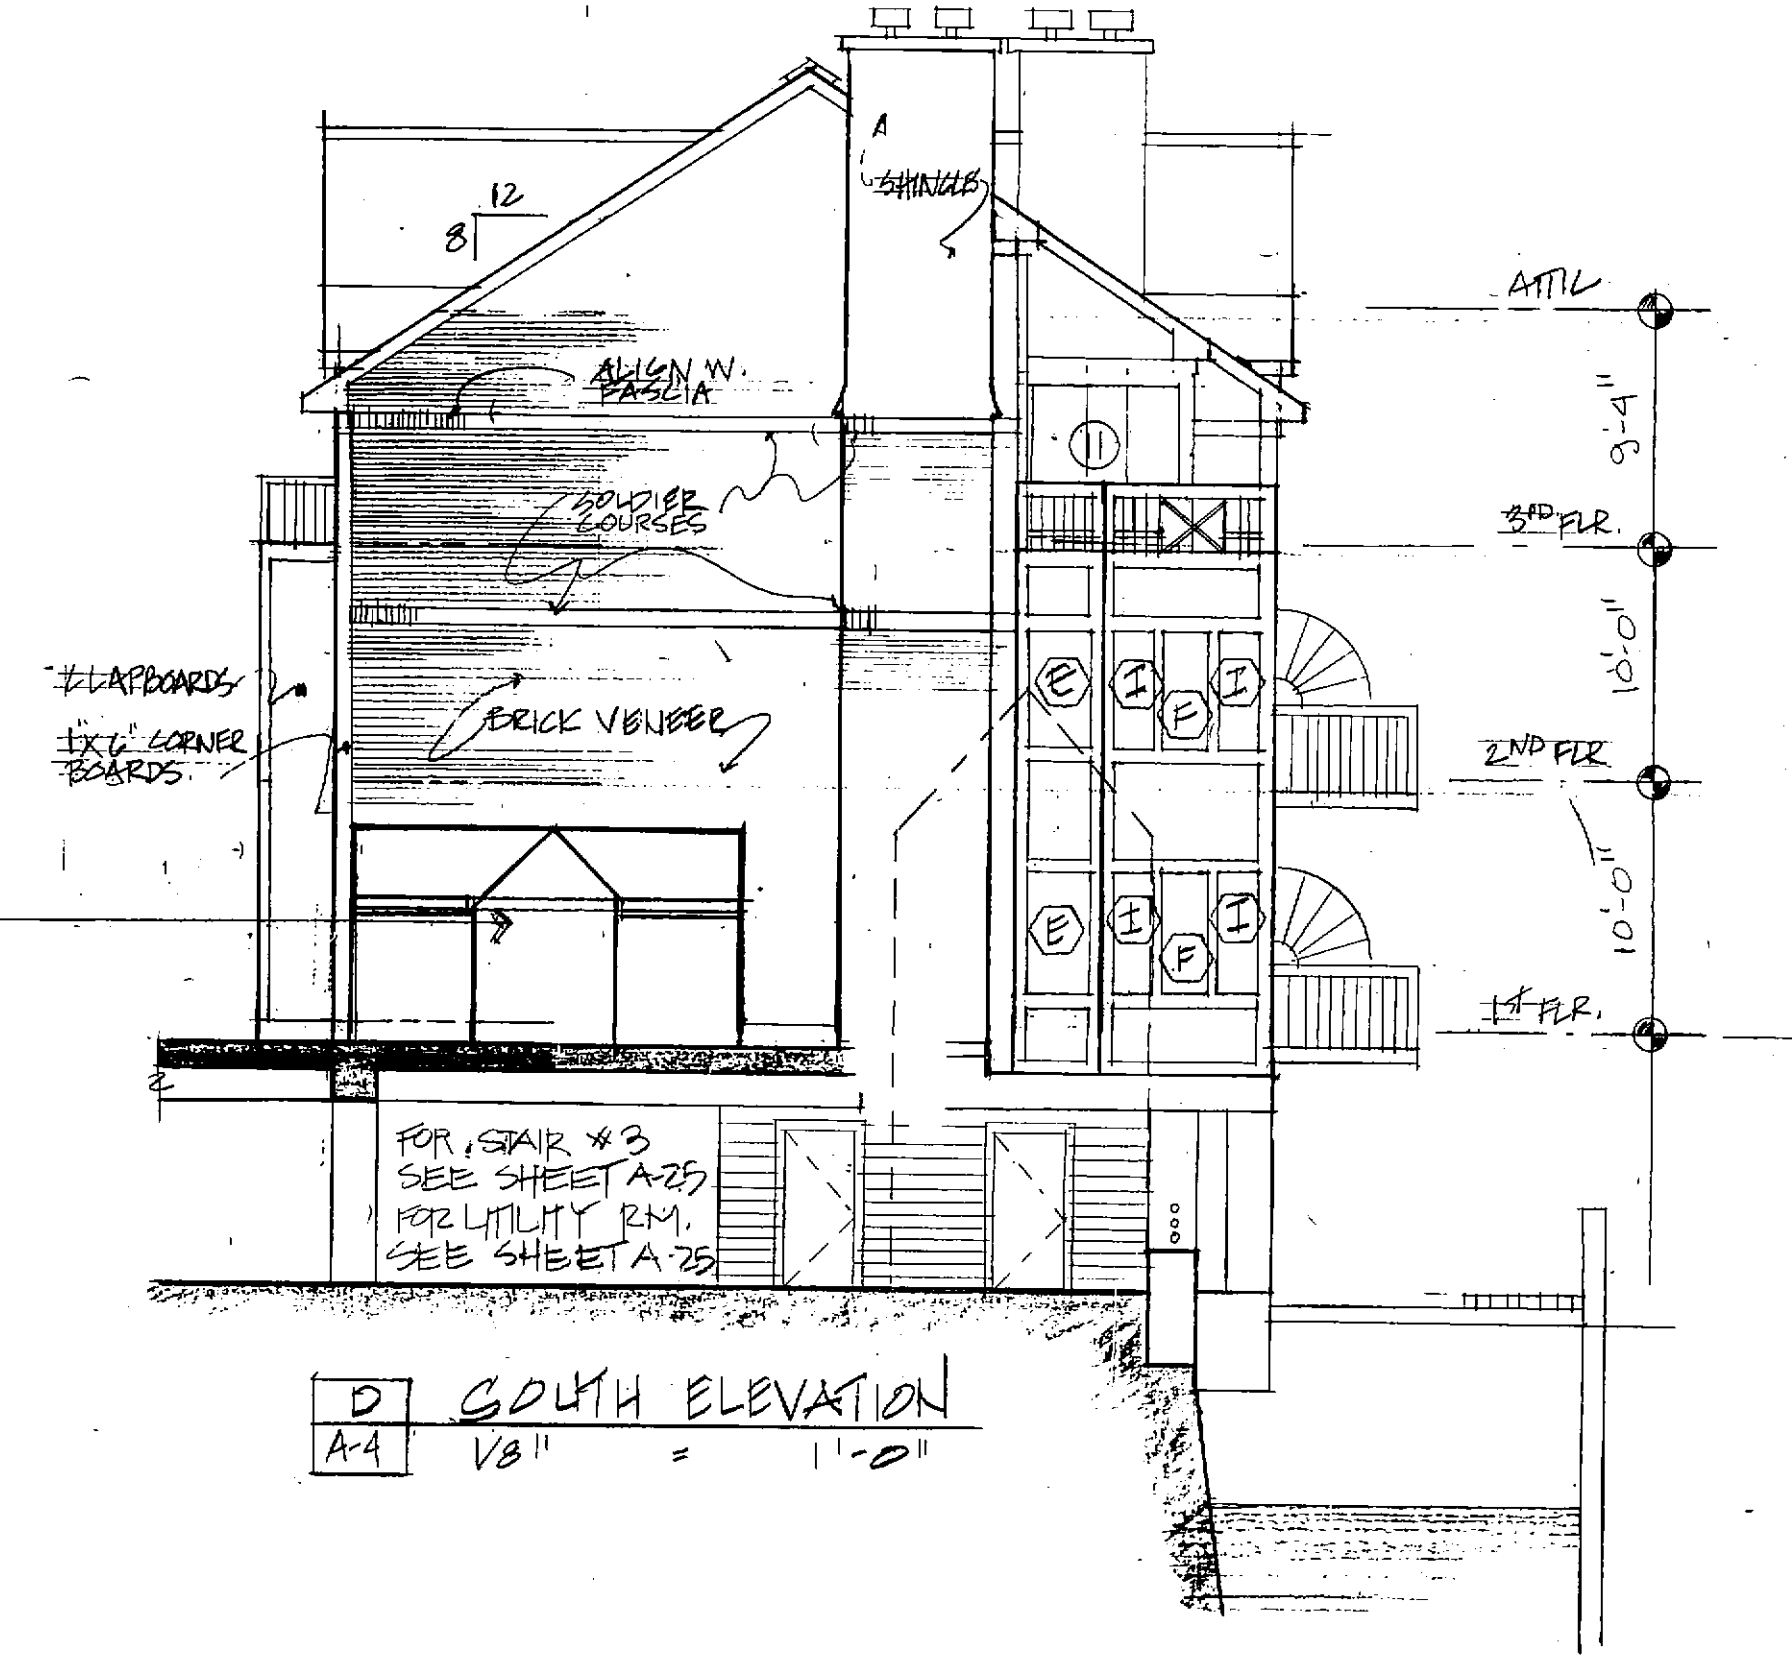 A
SHINGLS
12
8
ATTIC
ALIGN W.
FASCIA
9'-4"
11
SOLDIER
COURSES
3RD FLR.
10'-0"
CLAPBOARDS
1"X6" CORNER
BOARDS.
BRICK VENEER
E
I
F
I
2ND FLR
10'-0"
E
I
F
I
1ST FLR.
FOR STAIR #3
SEE SHEET A-25
FOR UTILITY RM.
SEE SHEET A-25
D
A-4
SOUTH ELEVATION
1/8" = 1'-0"